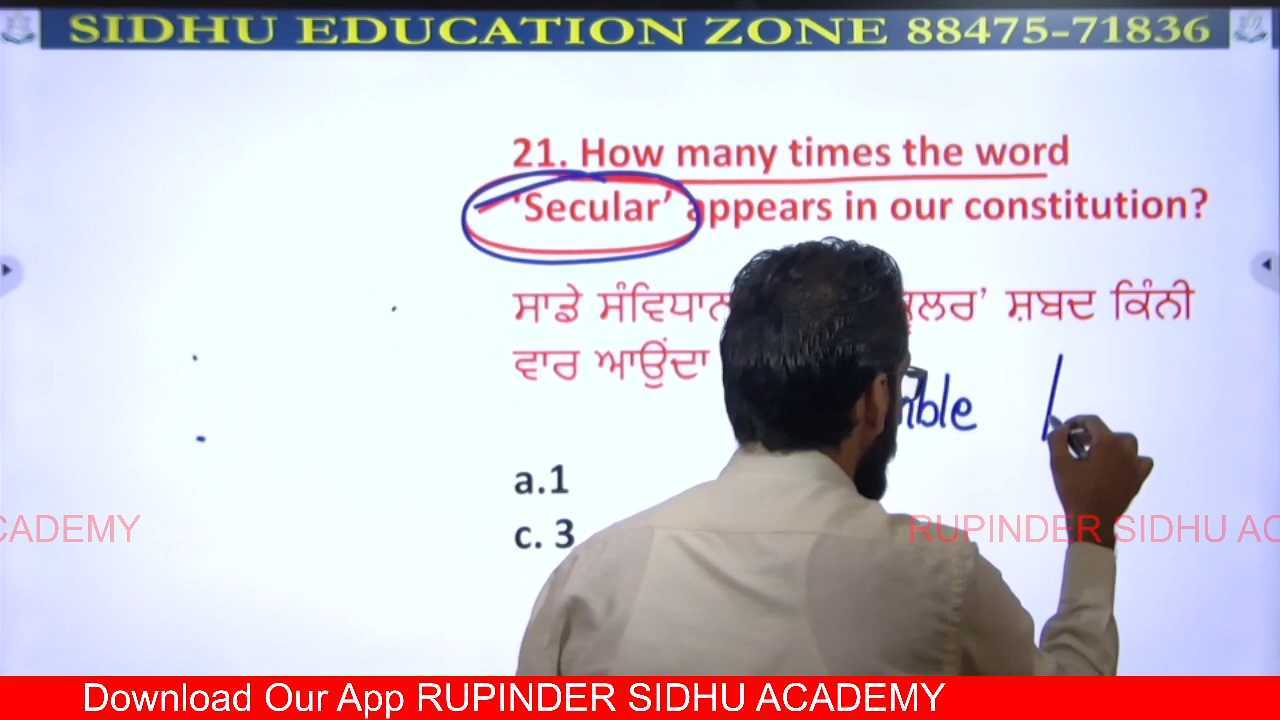 SIDHU EDUCATION ZONE 88475-71836
21. How many times the word
'Secular' appears in our constitution?
ਸਾਡੇ ਸੰਵਿਧਾਨ ਸ਼ਬਦ ਕਿੰਨੀ
ਵਾਰ ਆਉਂਦਾ
a.1
c. 3
CADEMY
RUPINDER SIDHU AC
Download Our App RUPINDER SIDHU ACADEMY